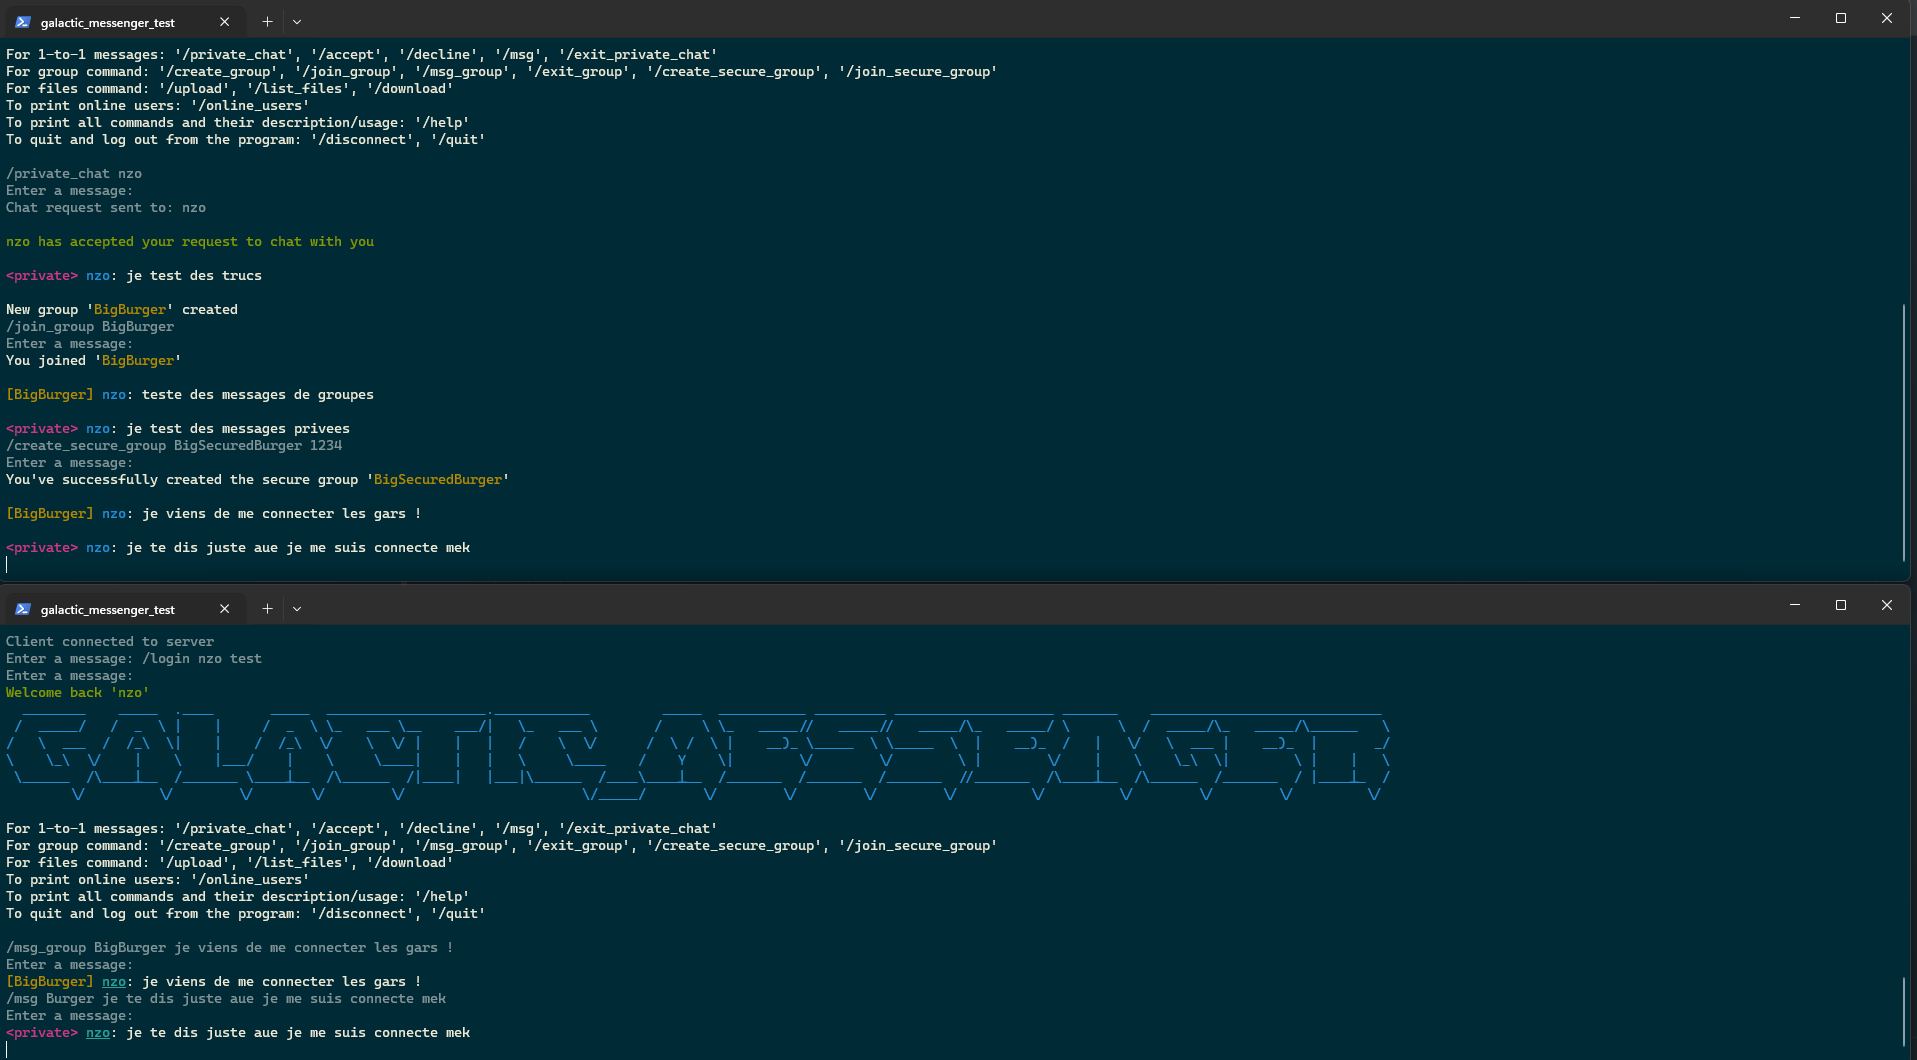 galactic_messenger_test
For 1-to-1 messages: '/private_chat', '/accept', '/decline', '/msg', '/exit_private_chat'
For group command: '/create_group', '/join_group', '/msg_group', '/exit_group', '/create_secure_group', '/join_secure_group'
For files command: '/upload', '/list_files', '/download'
To print online users: '/online_users'
To print all commands and their description/usage: '/help'
To quit and log out from the program: '/disconnect', '/quit'
/private_chat nzo
Enter a message:
Chat request sent to: nzo
nzo has accepted your request to chat with you
<private> nzo: je test des trucs
New group 'BigBurger' created
/join_group BigBurger
Enter a message:
You joined 'BigBurger'
[BigBurger] nzo: teste des messages de groupes
<private> nzo: je test des messages privees
/create_secure_group BigSecuredBurger 1234
Enter a message:
You've successfully created the secure group 'BigSecuredBurger'
[BigBurger] nzo: je viens de me connecter les gars !
<private> nzo: je te dis juste aue je me suis connecte mek
galactic_messenger_test
Client connected to server
Enter a message: /login nzo test
Enter a message:
Welcome back 'nzo'
GALACTIC_MESSENGER
For 1-to-1 messages: '/private_chat', '/accept', '/decline', '/msg', '/exit_private_chat'
For group command: '/create_group', '/join_group', '/msg_group', '/exit_group', '/create_secure_group', '/join_secure_group'
For files command: '/upload', '/list_files', '/download'
To print online users: '/online_users'
To print all commands and their description/usage: '/help'
To quit and log out from the program: '/disconnect', '/quit'
/msg_group BigBurger je viens de me connecter les gars !
Enter a message:
[BigBurger] nzo: je viens de me connecter les gars !
/msg Burger je te dis juste aue je me suis connecte mek
Enter a message:
<private> nzo: je te dis juste aue je me suis connecte mek